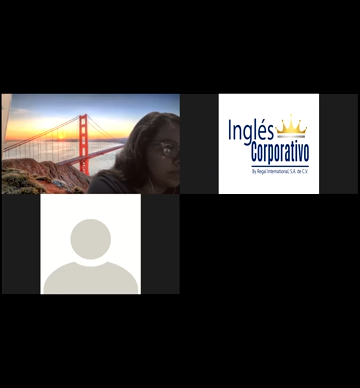 Inglés
Corporativo
By Regal International, S.A. de C.V.